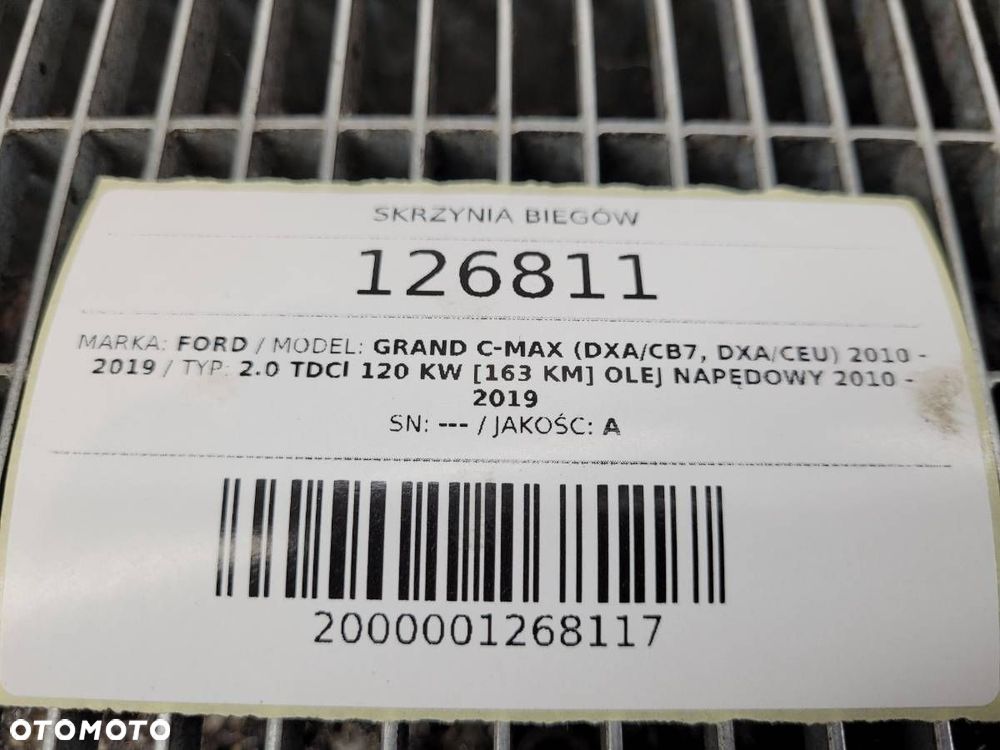 SKRZYNIA BIEGÓW
126811
MARKA: FORD / MODEL: GRAND C-MAX (DXA/CB7, DXA/CEU) 2010 -
2019 / TYP: 2.0 TDCI 120 KW [163 KM] OLEJ NAPĘDOWY 2010 -
2019
SN: --- / JAKOŚĆ: A
2000001268117
OTOMOTO